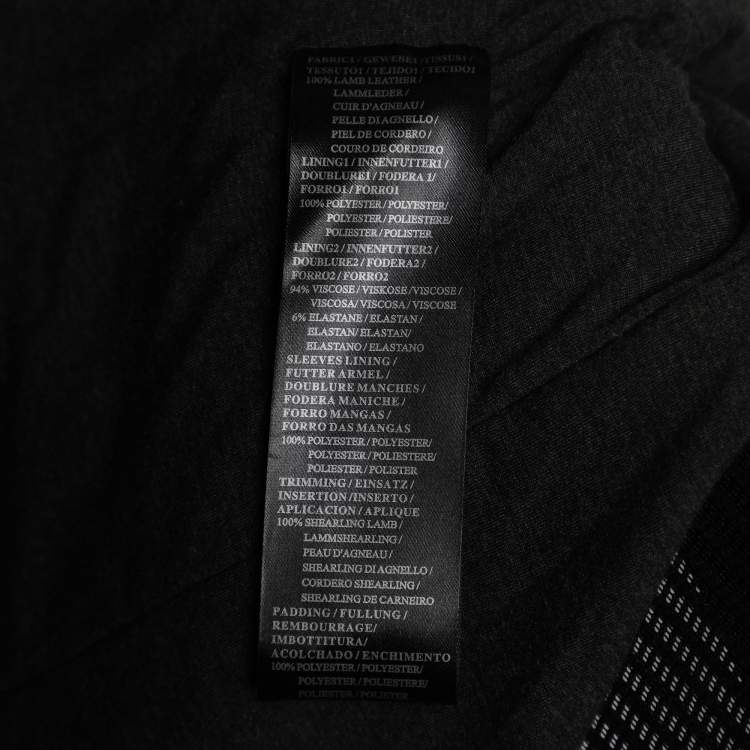 FABRIC1 / GEWEBE1 / TISSUS1 /
TESSUTO1 / TEJIDO1 / TECIDO1
100% LAMB LEATHER /
LAMMLEDER /
CUIR D'AGNEAU /
PELLE DI AGNELLO /
PIEL DE CORDERO /
COURO DE CORDEIRO
LINING1 / INNENFUTTER1 /
DOUBLURE1 / FODERA 1/
FORRO1 / FORRO1
100% POLYESTER / POLYESTER/
POLYESTER / POLIESTERE/
POLIESTER / POLISTER
LINING2 / INNENFUTTER2 /
DOUBLURE2 / FODERA2 /
FORRO2 / FORRO2
94% VISCOSE / VISKOSE /VISCOSE /
VISCOSA/ VISCOSA / VISCOSE
6% ELASTANE / ELASTAN /
ELASTAN/ ELASTAN/
ELASTANO / ELASTANO
SLEEVES LINING /
FUTTER ARMEL /
DOUBLURE MANCHES /
FODERA MANICHE /
FORRO MANGAS /
FORRO DAS MANGAS
100% POLYESTER / POLYESTER/
POLYESTER / POLIESTERE/
POLIESTER / POLISTER
TRIMMING / EINSATZ /
INSERTION /INSERTO /
APLICACION / APLIQUE
100% SHEARLING LAMB /
LAMMSHEARLING /
PEAU D'AGNEAU /
SHEARLING DI AGNELLO /
CORDERO SHEARLING /
SHEARLING DE CARNEIRO
PADDING / FULLUNG /
REMBOURRAGE/
IMBOTTITURA/
ACOLCHADO / ENCHIMENTO
100% POLYESTER / POLYESTER/
POLYESTER / POLIESTERE/
POLIESTER / POLISTER